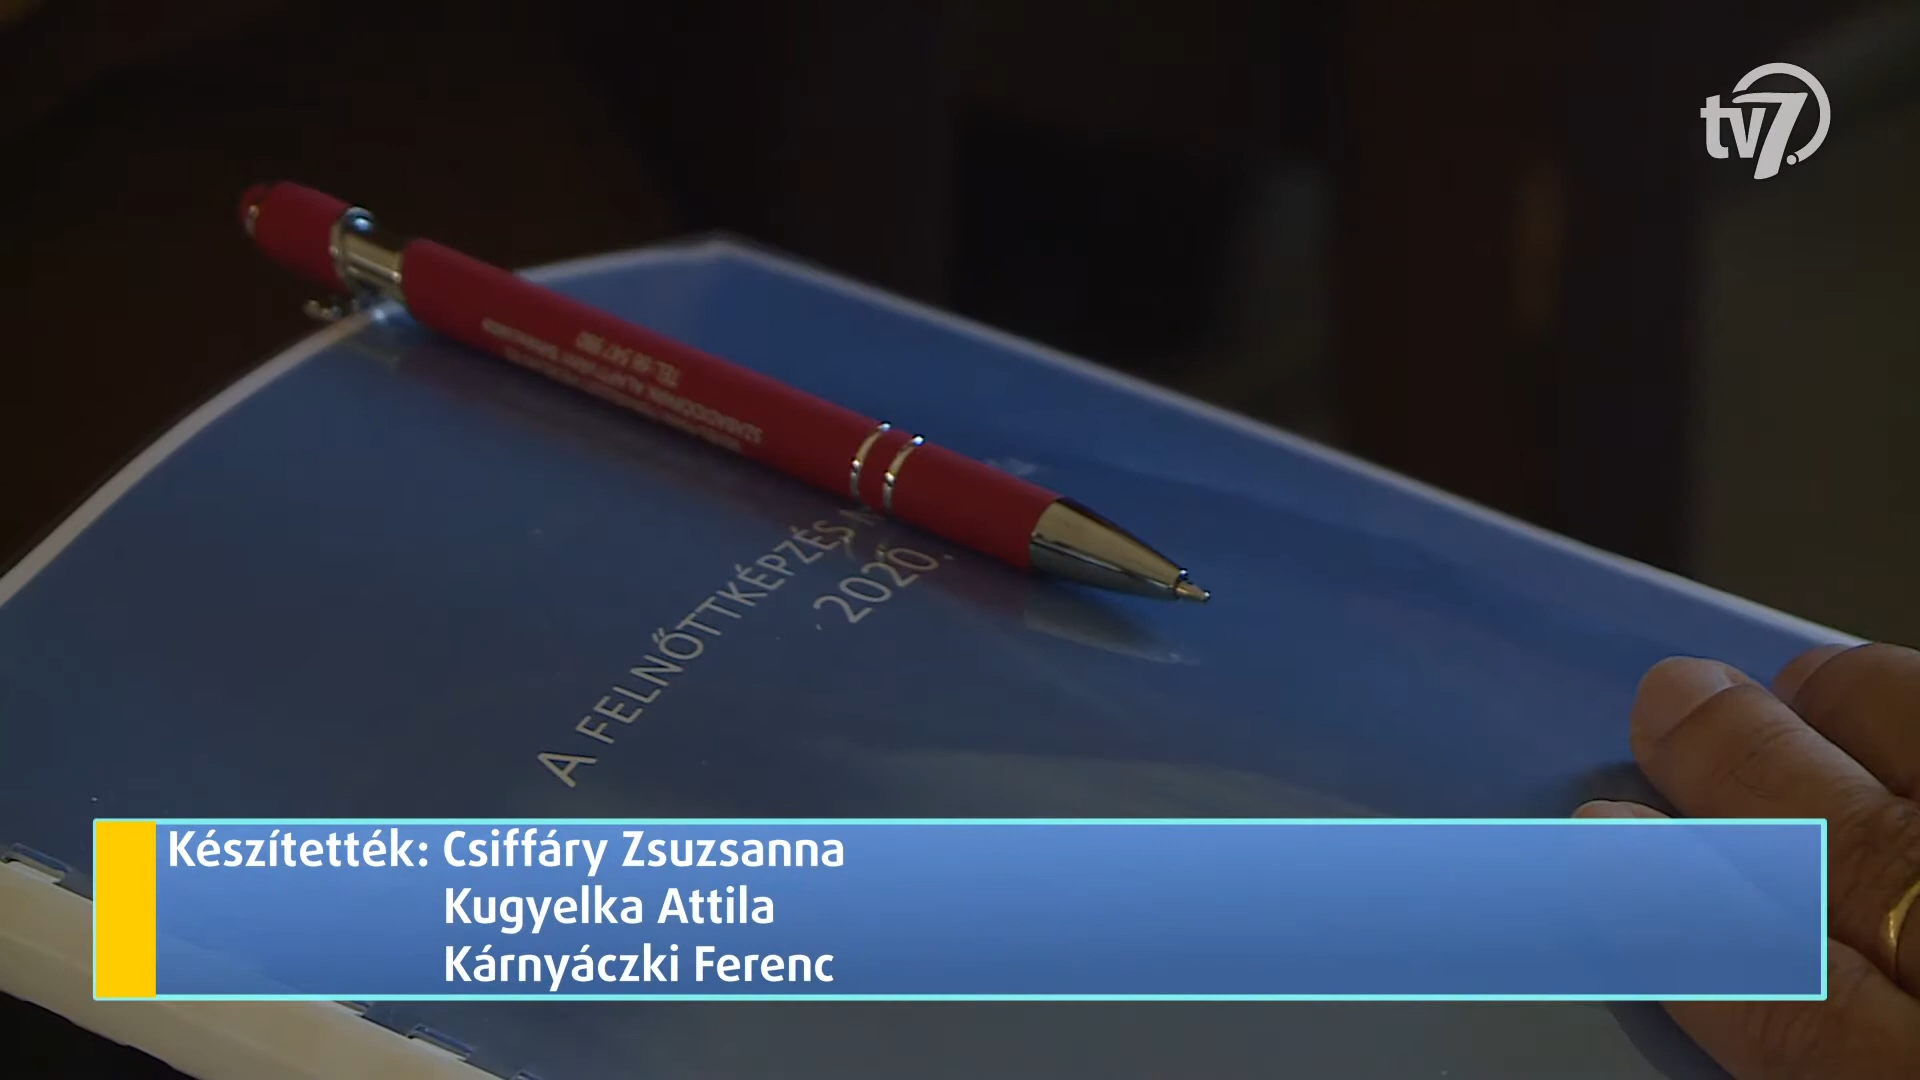 tv7.
A FELNŐTTKÉPZÉS
2020.
Készítették: Csiffáry Zsuzsanna
Kugyelka Attila
Kárnyáczki Ferenc